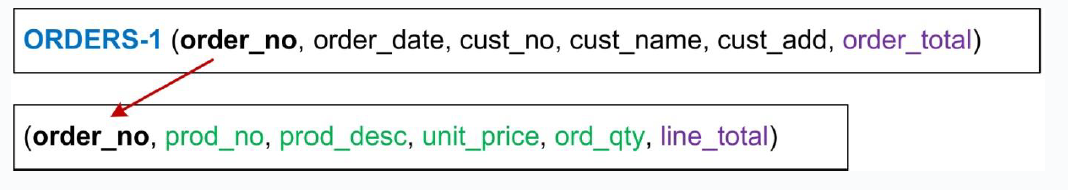 ORDERS-1 (order_no, order_date, cust_no, cust_name, cust_add, order_total)
(order_no, prod_no, prod_desc, unit_price, ord_qty, line_total)